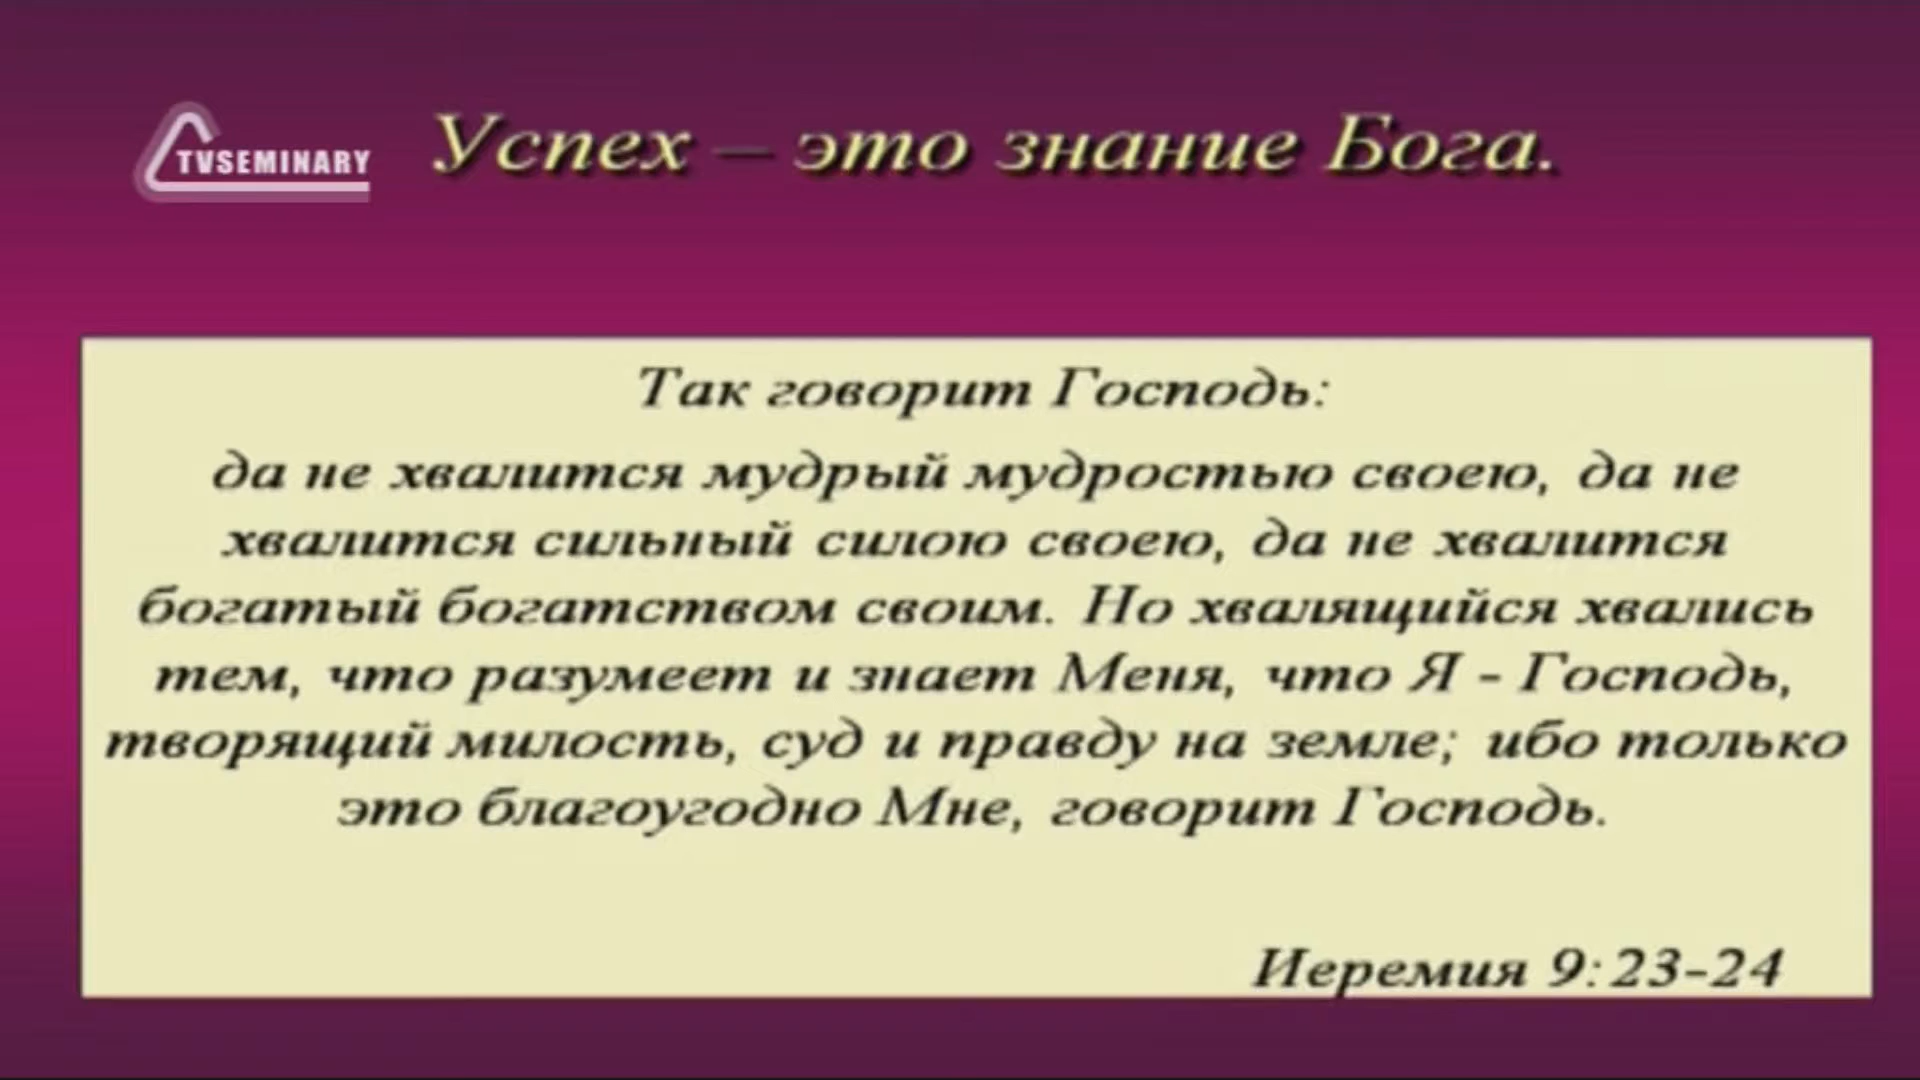 TVSEMINARY
Успех – это знание Бога.
Так говорит Господь:
да не хвалится мудрый мудростью своею, да не
хвалится сильный силою своею, да не хвалится
богатый богатством своим. Но хвалящийся хвались
тем, что разумеет и знает Меня, что Я - Господь,
творящий милость, суд и правду на земле; ибо только
это благоугодно Мне, говорит Господь.
Иеремия 9:23-24